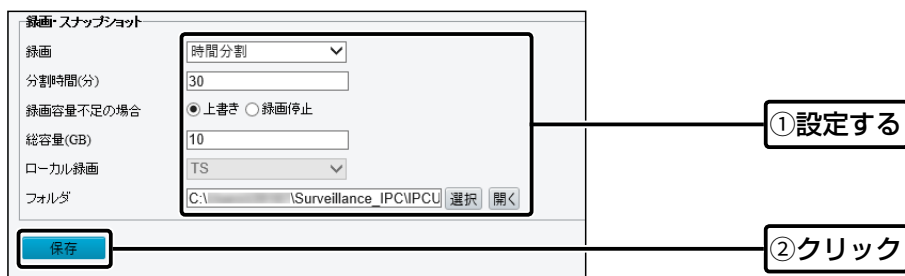 録画・スナップショット
録画 時間分割
分割時間(分) 30
録画容量不足の場合 上書き 録画停止
総容量(GB) 10
ローカル録画 TS
フォルダ C:\ \Surveillance_IPC\IPCU 選択 開く
保存
①設定する
②クリック